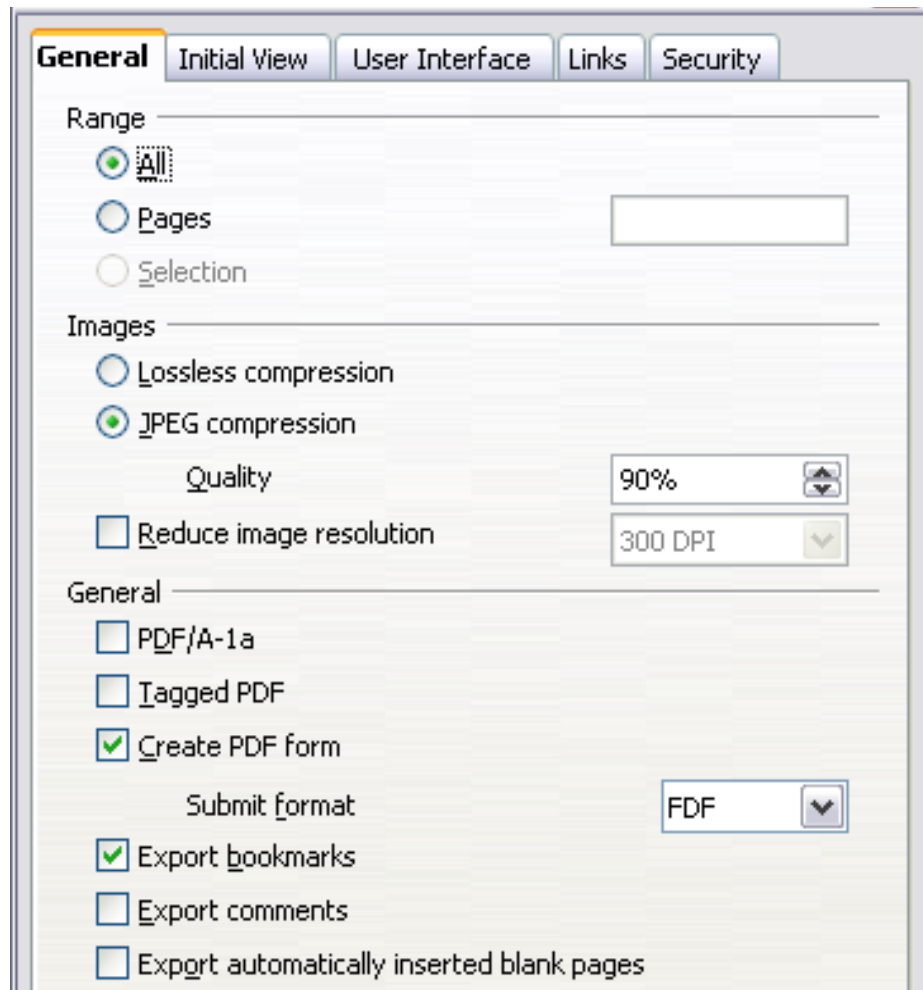 General Initial View User Interface Links Security
Range
All
Pages
Selection
Images
Lossless compression
JPEG compression
Quality 90%
Reduce image resolution 300 DPI
General
PDF/A-1a
Tagged PDF
Create PDF form
Submit format FDF
Export bookmarks
Export comments
Export automatically inserted blank pages